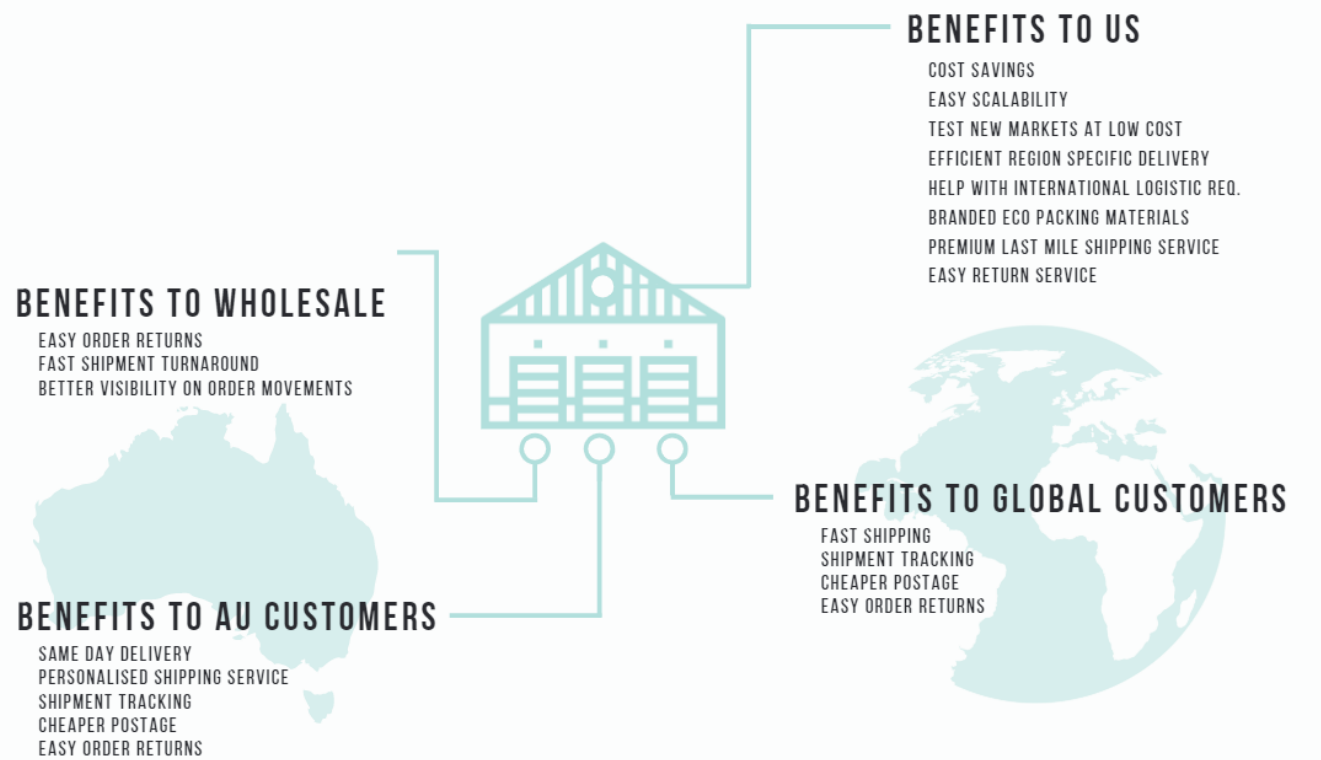 BENEFITS TO US
COST SAVINGS
EASY SCALABILITY
TEST NEW MARKETS AT LOW COST
EFFICIENT REGION SPECIFIC DELIVERY
HELP WITH INTERNATIONAL LOGISTIC REQ.
BRANDED ECO PACKING MATERIALS
PREMIUM LAST MILE SHIPPING SERVICE
EASY RETURN SERVICE
BENEFITS TO WHOLESALE
EASY ORDER RETURNS
FAST SHIPMENT TURNAROUND
BETTER VISIBILITY ON ORDER MOVEMENTS
BENEFITS TO GLOBAL CUSTOMERS
FAST SHIPPING
SHIPMENT TRACKING
CHEAPER POSTAGE
EASY ORDER RETURNS
BENEFITS TO AU CUSTOMERS
SAME DAY DELIVERY
PERSONALISED SHIPPING SERVICE
SHIPMENT TRACKING
CHEAPER POSTAGE
EASY ORDER RETURNS